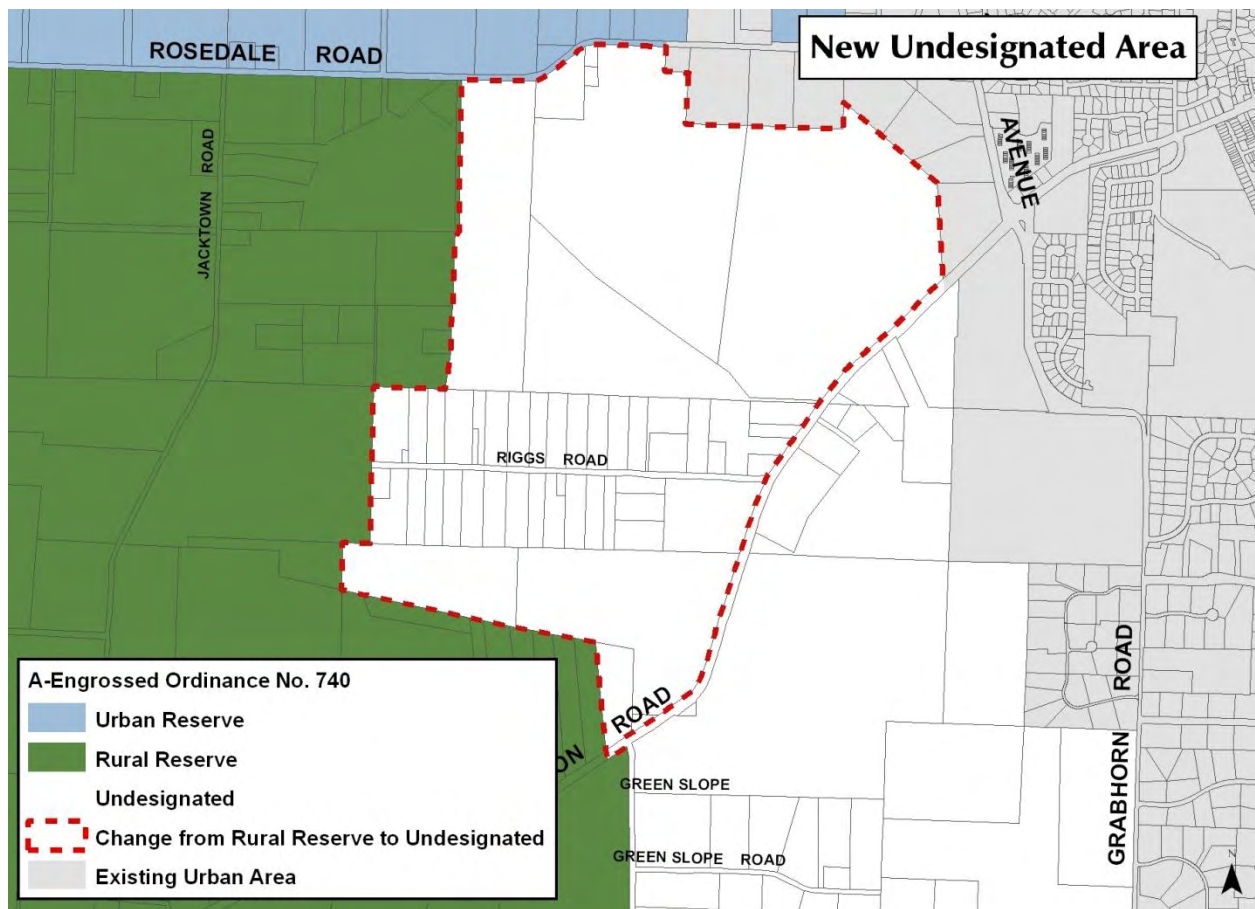 New Undesignated Area
ROSEDALE ROAD
AVENUE
JACKTOWN ROAD
RIGGS ROAD
ROAD
ON
GREEN SLOPE
GREEN SLOPE ROAD
GRABHORN ROAD
A-Engrossed Ordinance No. 740
Urban Reserve
Rural Reserve
Undesignated
Change from Rural Reserve to Undesignated
Existing Urban Area
N